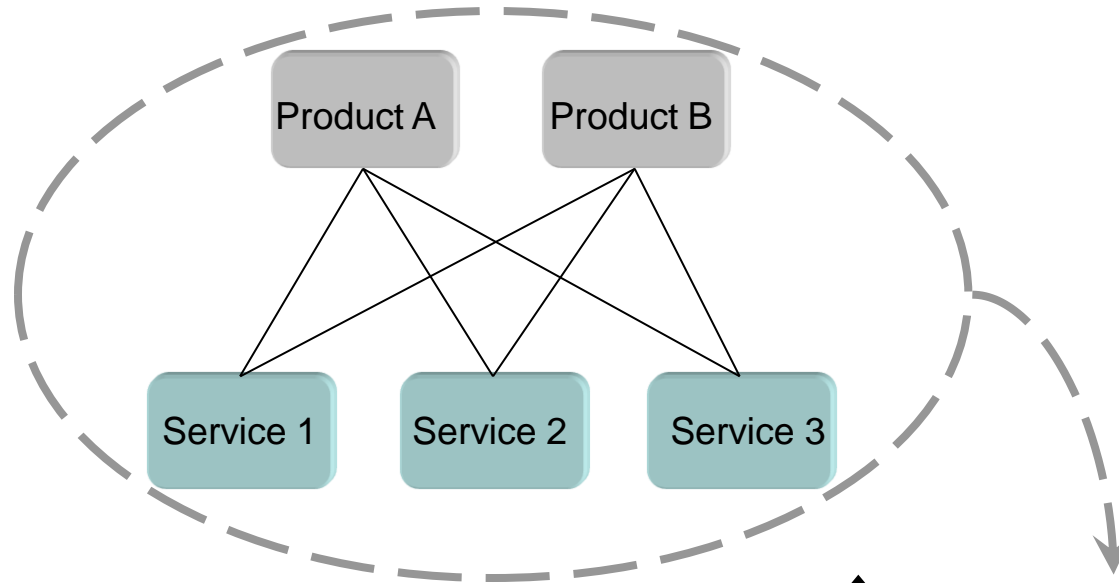 Product A
Product B
Service 1
Service 2
Service 3